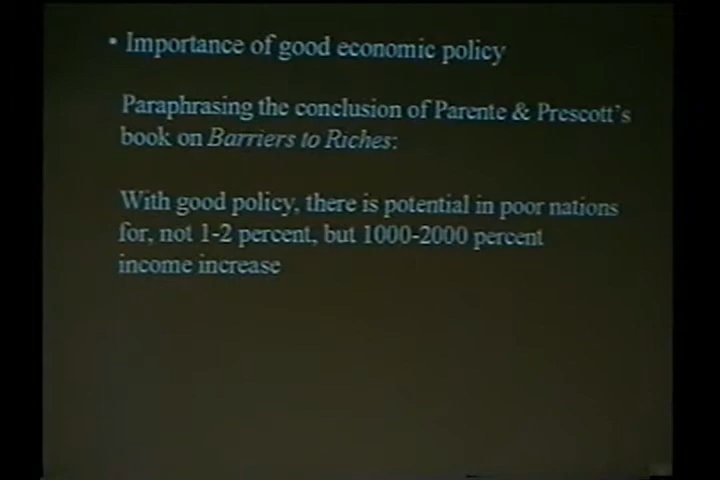 • Importance of good economic policy
Paraphrasing the conclusion of Parente & Prescott's
book on Barriers to Riches:
With good policy, there is potential in poor nations
for, not 1-2 percent, but 1000-2000 percent
income increase